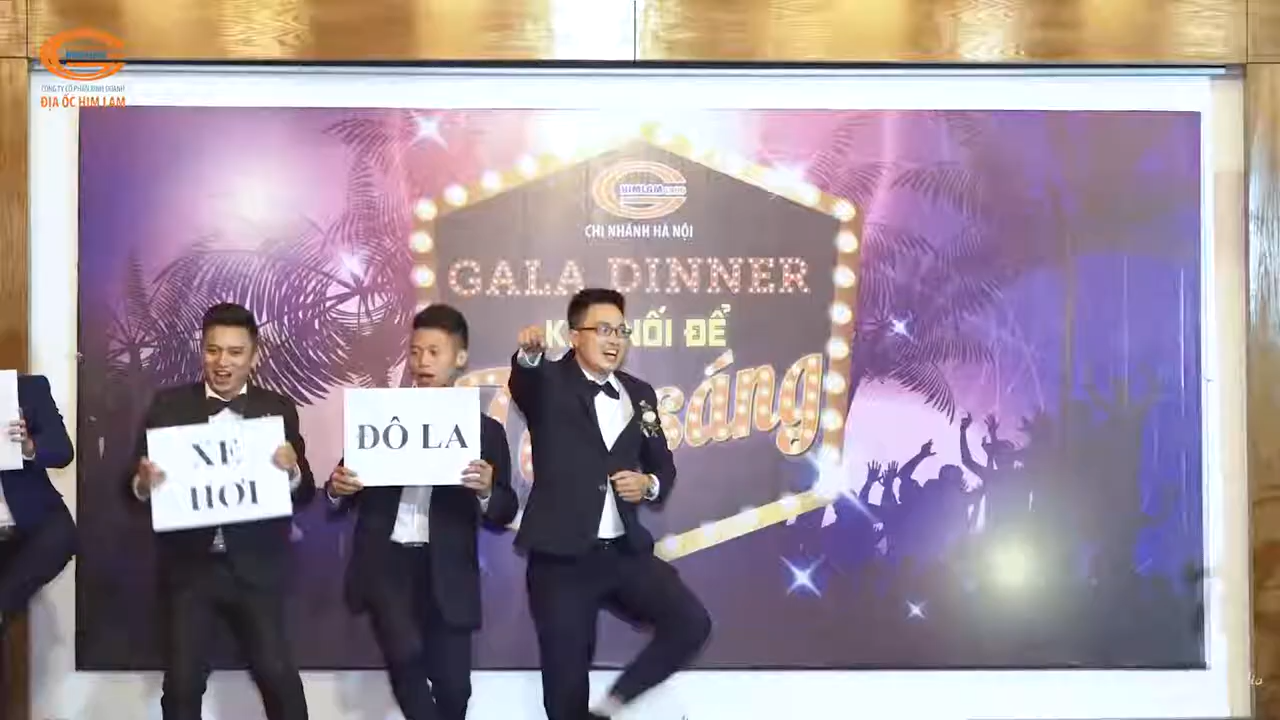 CÔNG TY CỔ PHẦN KINH DOANH
ĐỊA ỐC HIM LAM
HIMLAM
CHI NHÁNH HÀ NỘI
GALA DINNER
NỐI ĐỂ
sáng
XE
HƠI
ĐÔ LA